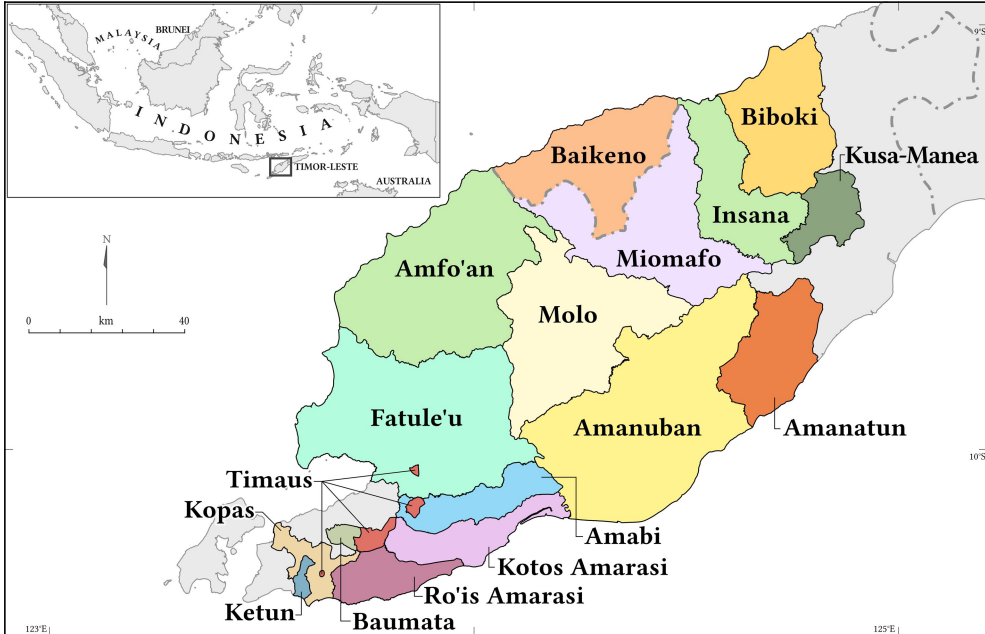 BRUNEI
MALAYSIA
INDONESIA
TIMOR-LESTE
AUSTRALIA
9°S
Biboki
Baikeno
Kusa-Manea
Insana
N
Miomafo
Amfo'an
km
0 40
Molo
Fatule'u
Amanuban
Amanatun
10°S
Timaus
Kopas
Amabi
Kotos Amarasi
Ro'is Amarasi
Ketun
Baumata
123°E
125°E